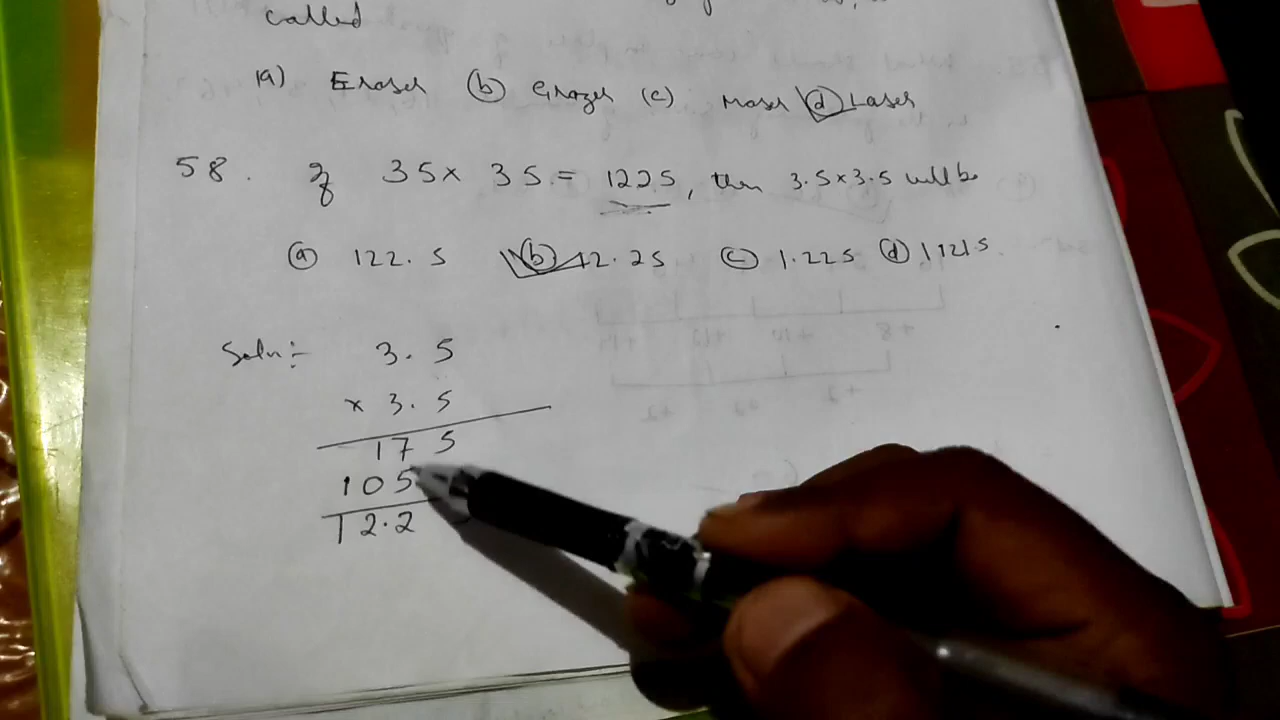 called
(a) Eraser (b) Grazer (c) Maser (d) Laser
58. If 35 x 35 = 1225, then 3.5 x 3.5 will be
(a) 122.5 (b) 12.25 (c) 1.225 (d) 1121.5
Soln :- 3.5
x 3.5
175
105
12.2